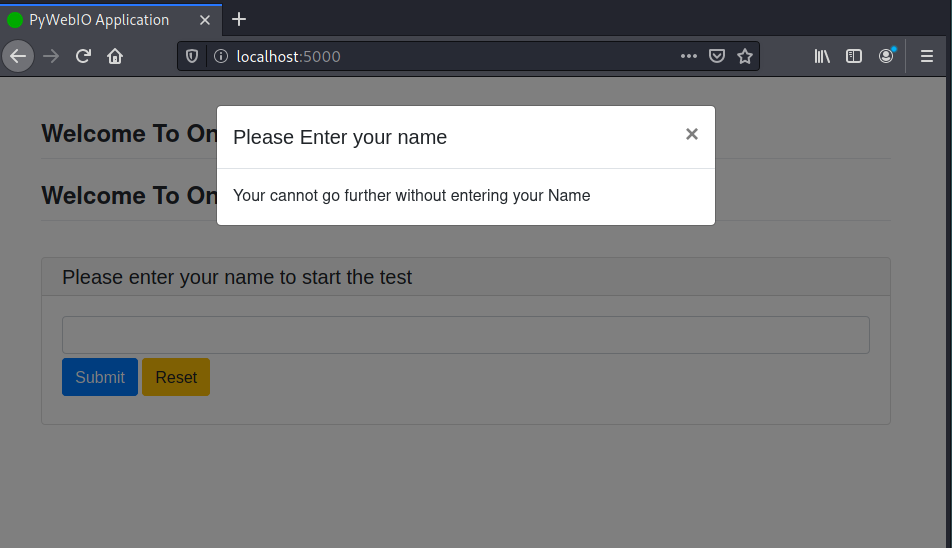 PyWebIO Application
localhost:5000
Please Enter your name
Your cannot go further without entering your Name
Welcome To On
Welcome To On
Please enter your name to start the test
Submit Reset